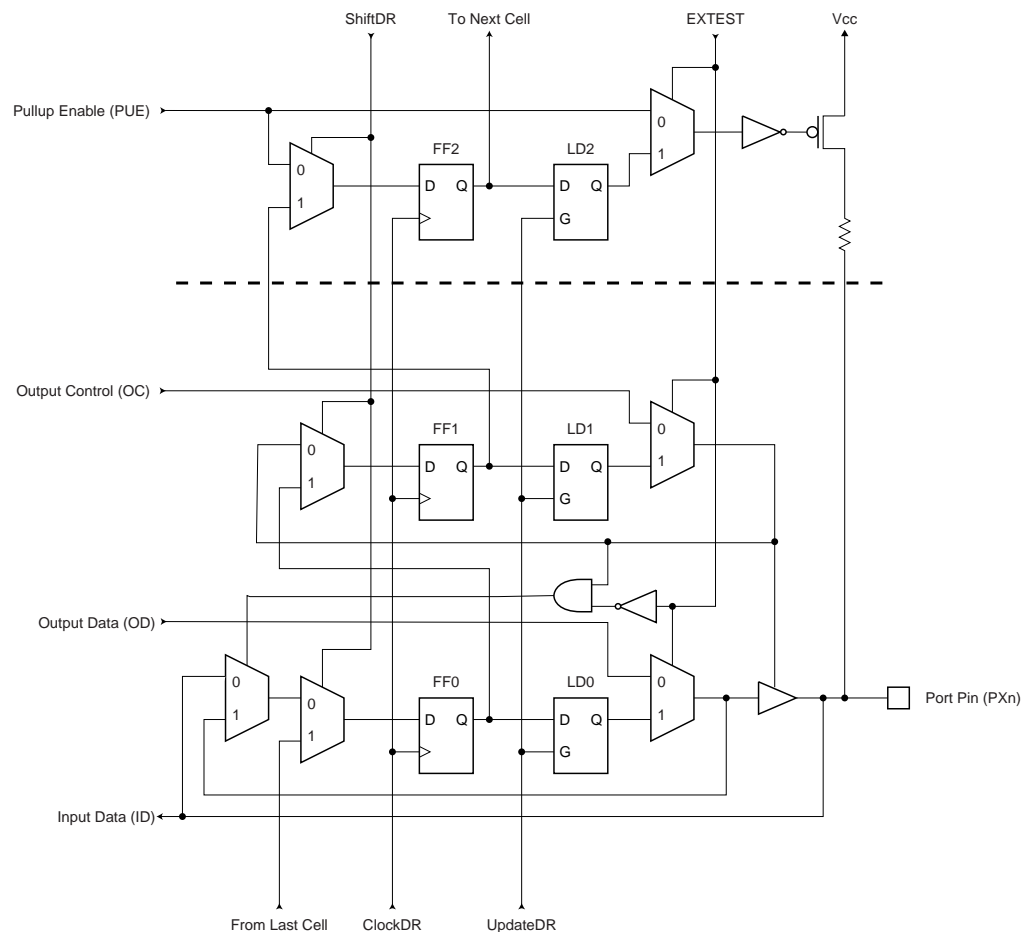 ShiftDR To Next Cell EXTEST Vcc
Pullup Enable (PUE)
0
1
FF2
D Q
LD2
D Q
G
0
1
Output Control (OC)
0
1
FF1
D Q
LD1
D Q
G
0
1
Output Data (OD)
0
1
0
1
FF0
D Q
LD0
D Q
G
0
1
Port Pin (PXn)
Input Data (ID)
From Last Cell ClockDR UpdateDR